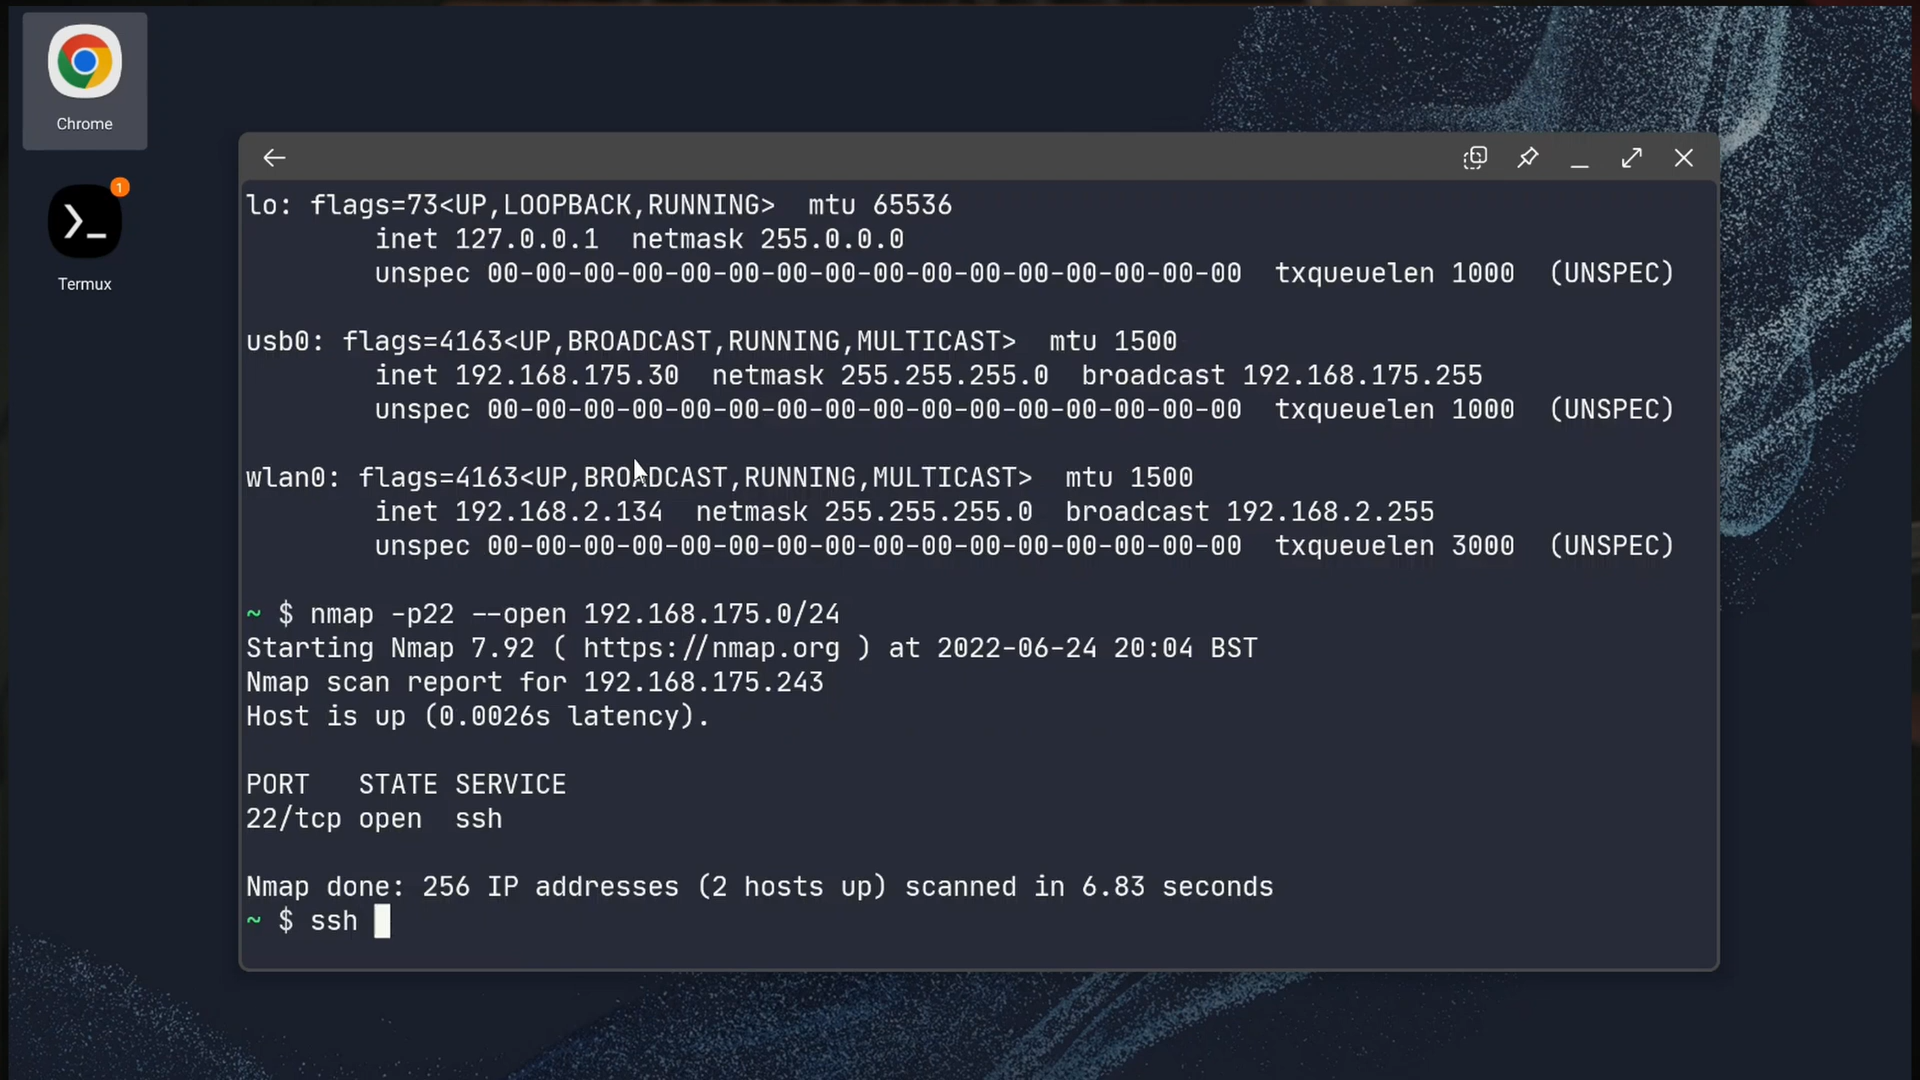 Chrome
1
Termux
lo: flags=73<UP,LOOPBACK,RUNNING>  mtu 65536
        inet 127.0.0.1  netmask 255.0.0.0
        unspec 00-00-00-00-00-00-00-00-00-00-00-00-00-00-00-00  txqueuelen 1000  (UNSPEC)
usb0: flags=4163<UP,BROADCAST,RUNNING,MULTICAST>  mtu 1500
        inet 192.168.175.30  netmask 255.255.255.0  broadcast 192.168.175.255
        unspec 00-00-00-00-00-00-00-00-00-00-00-00-00-00-00-00  txqueuelen 1000  (UNSPEC)
wlan0: flags=4163<UP,BROADCAST,RUNNING,MULTICAST>  mtu 1500
        inet 192.168.2.134  netmask 255.255.255.0  broadcast 192.168.2.255
        unspec 00-00-00-00-00-00-00-00-00-00-00-00-00-00-00-00  txqueuelen 3000  (UNSPEC)
~ $ nmap -p22 --open 192.168.175.0/24
Starting Nmap 7.92 ( https://nmap.org ) at 2022-06-24 20:04 BST
Nmap scan report for 192.168.175.243
Host is up (0.0026s latency).
PORT   STATE SERVICE
22/tcp open  ssh
Nmap done: 256 IP addresses (2 hosts up) scanned in 6.83 seconds
~ $ ssh